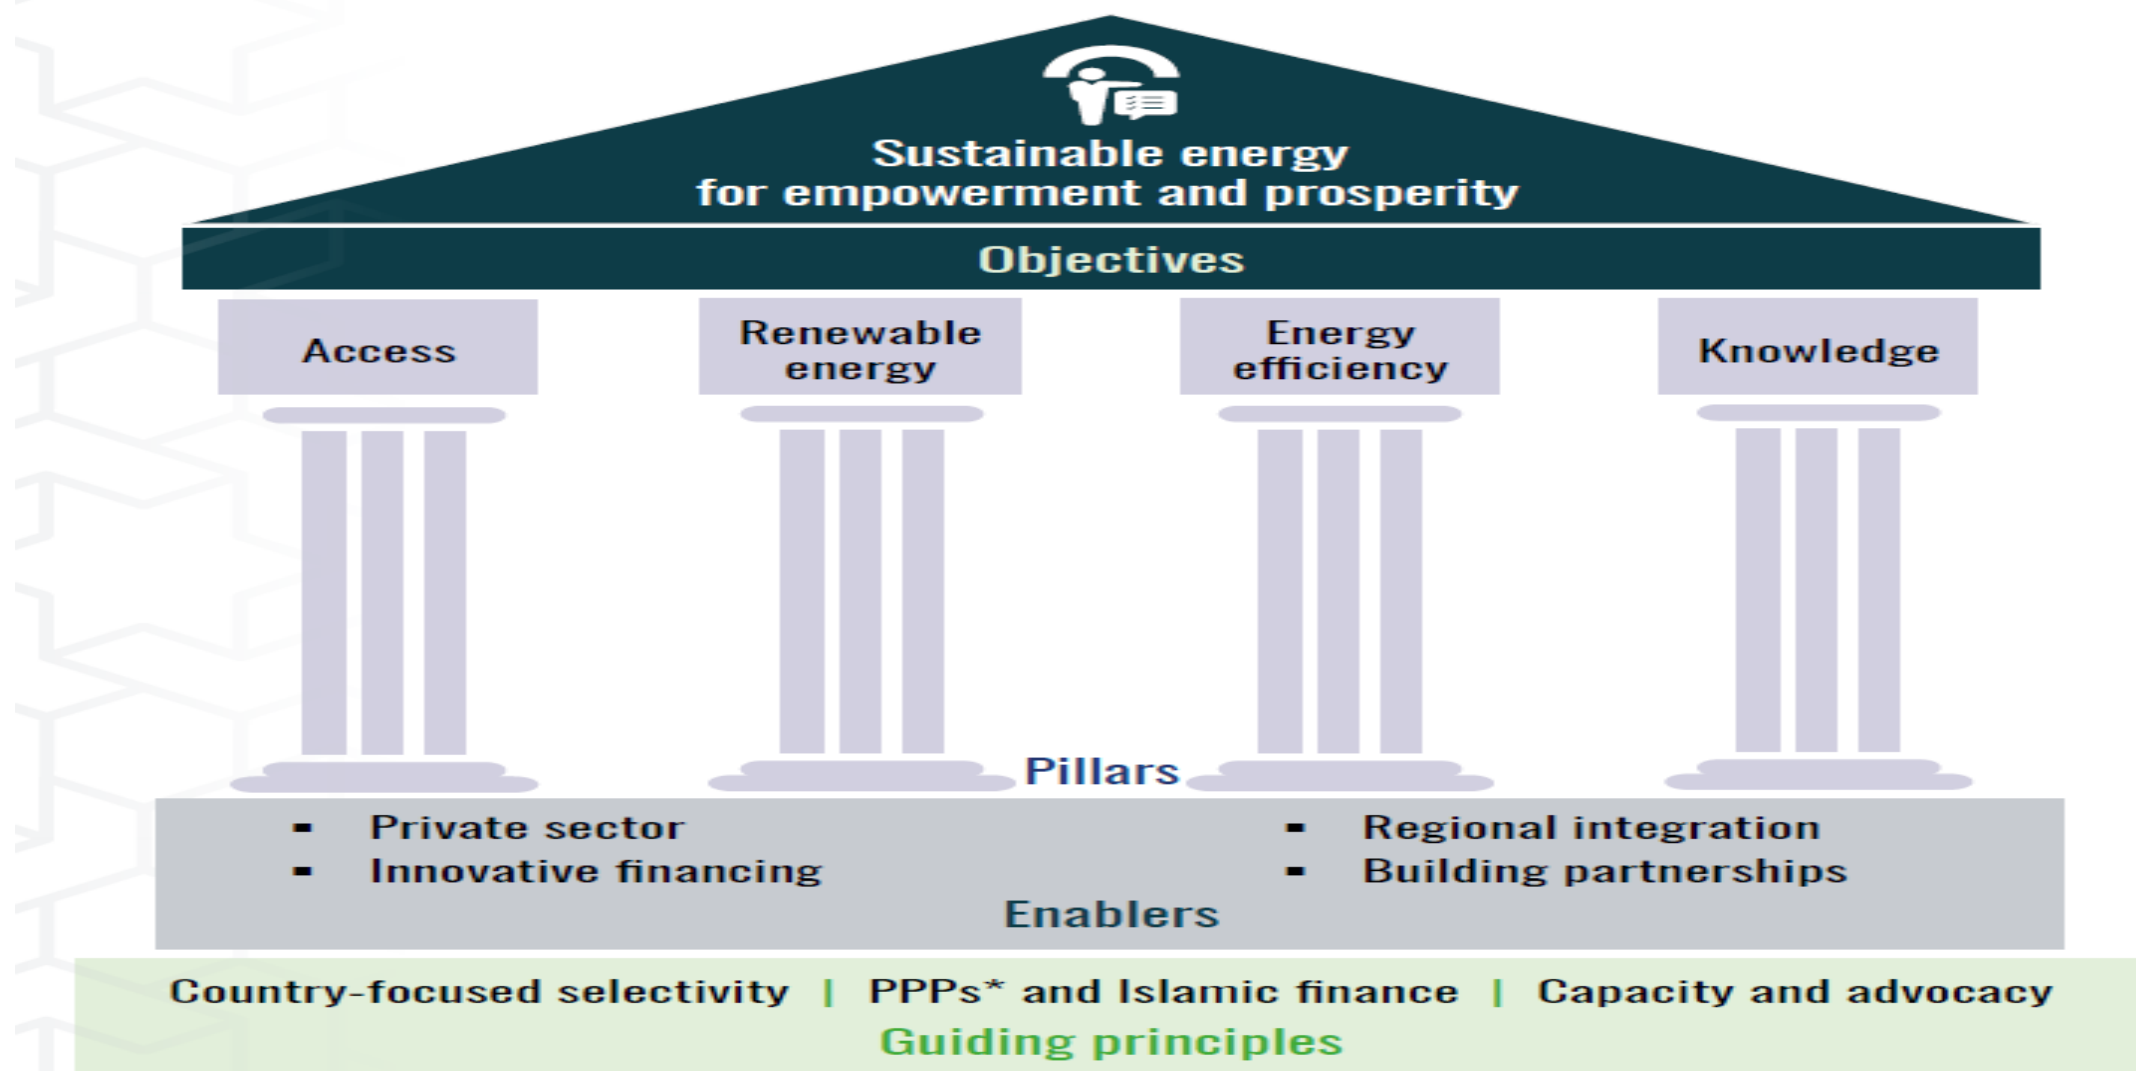 Sustainable energy
for empowerment and prosperity
Objectives
Access
Renewable
energy
Energy
efficiency
Knowledge
Pillars
▪ Private sector
▪ Innovative financing
▪ Regional integration
▪ Building partnerships
Enablers
Country-focused selectivity | PPPs* and Islamic finance | Capacity and advocacy
Guiding principles